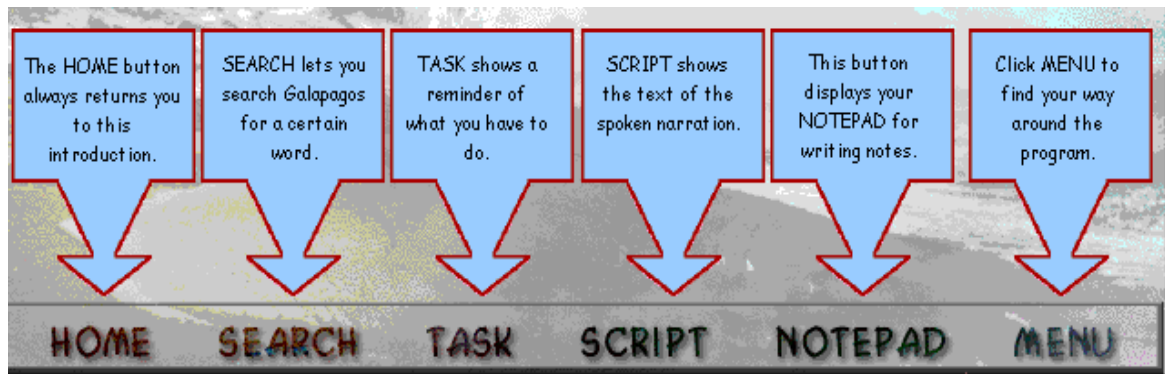 The HOME button
always returns you
to this
introduction.
SEARCH lets you
search Galapagos
for a certain
word.
TASK shows a
reminder of
what you have to
do.
SCRIPT shows
the text of the
spoken narration.
This button
displays your
NOTEPAD for
writing notes.
Click MENU to
find your way
around the
program.
HOME SEARCH TASK SCRIPT NOTEPAD MENU